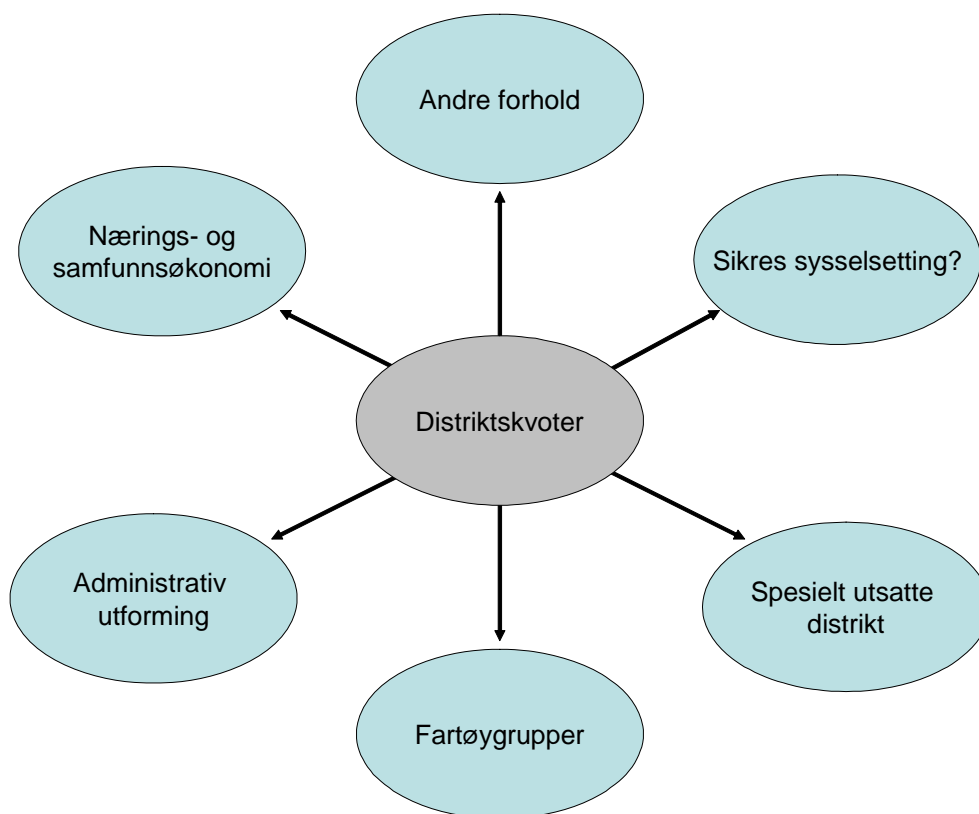 Andre forhold
Nærings- og
samfunnsøkonomi
Sikres sysselsetting?
Distriktskvoter
Administrativ
utforming
Spesielt utsatte
distrikt
Fartøygrupper